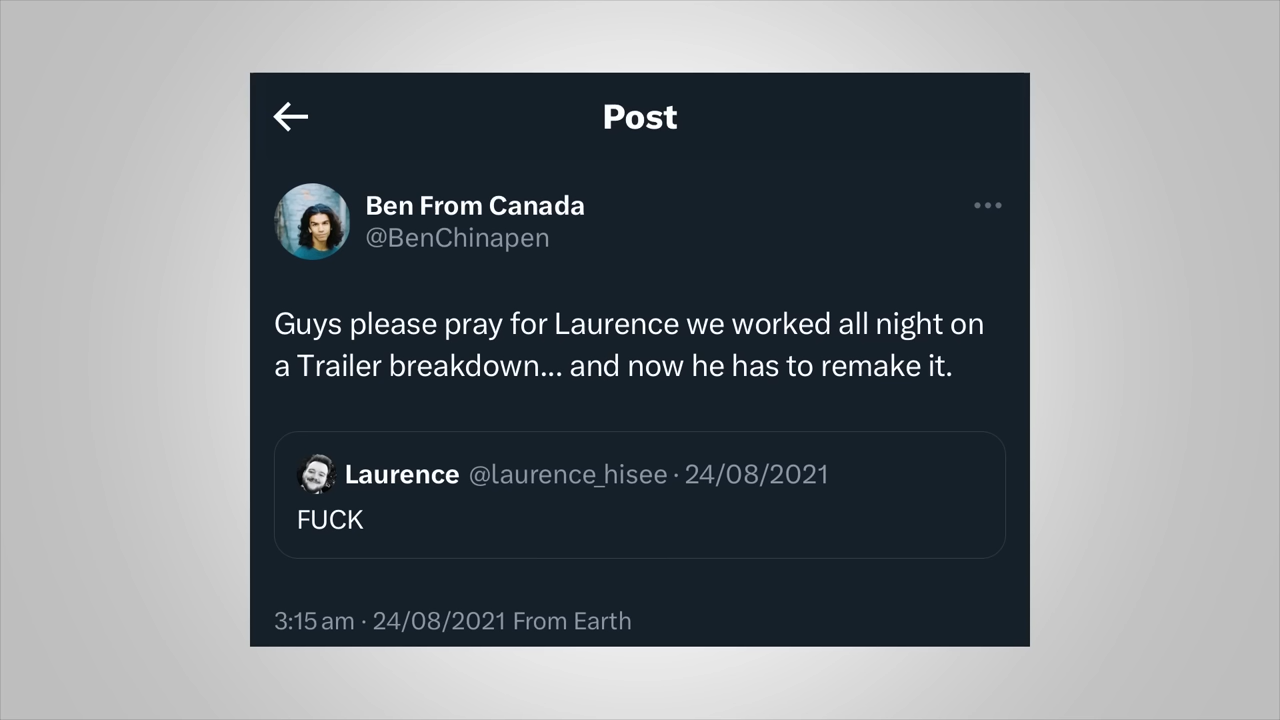 Post
Ben From Canada
@BenChinapen
Guys please pray for Laurence we worked all night on
a Trailer breakdown... and now he has to remake it.
Laurence @laurence_hisee · 24/08/2021
FUCK
3:15 am · 24/08/2021 From Earth